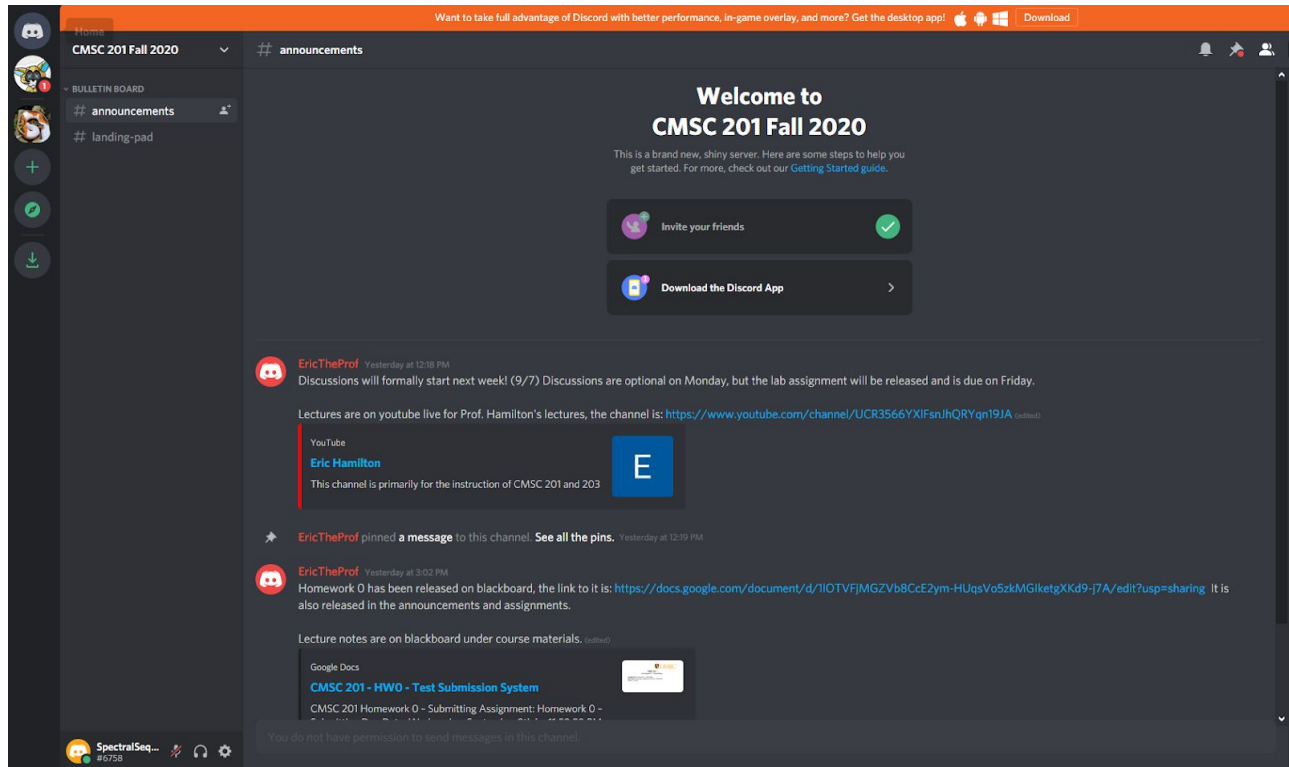 Want to take full advantage of Discord with better performance, in-game overlay, and more? Get the desktop app!
Download
Home
CMSC 201 Fall 2020
# announcements
1
BULLETIN BOARD
# announcements
# landing-pad
Welcome to
CMSC 201 Fall 2020
This is a brand new, shiny server. Here are some steps to help you
get started. For more, check out our Getting Started guide.
Invite your friends
Download the Discord App
EricTheProf Yesterday at 12:18 PM
Discussions will formally start next week! (9/7) Discussions are optional on Monday, but the lab assignment will be released and is due on Friday.
Lectures are on youtube live for Prof. Hamilton's lectures, the channel is: https://www.youtube.com/channel/UCR3566YXlFsnJhQRYqn19JA (edited)
YouTube
Eric Hamilton
This channel is primarily for the instruction of CMSC 201 and 203
E
EricTheProf pinned a message to this channel. See all the pins. Yesterday at 12:19 PM
EricTheProf Yesterday at 3:02 PM
Homework 0 has been released on blackboard, the link to it is: https://docs.google.com/document/d/1IOTVFjMGZVb8CcE2ym-HUqsVo5zkMGIketgXKd9-j7A/edit?usp=sharing It is
also released in the announcements and assignments.
Lecture notes are on blackboard under course materials. (edited)
Google Docs
CMSC 201 - HW0 - Test Submission System
CMSC 201 Homework 0 - Submitting Assignment: Homework 0 -
You do not have permission to send messages in this channel.
SpectralSeq...
#6758